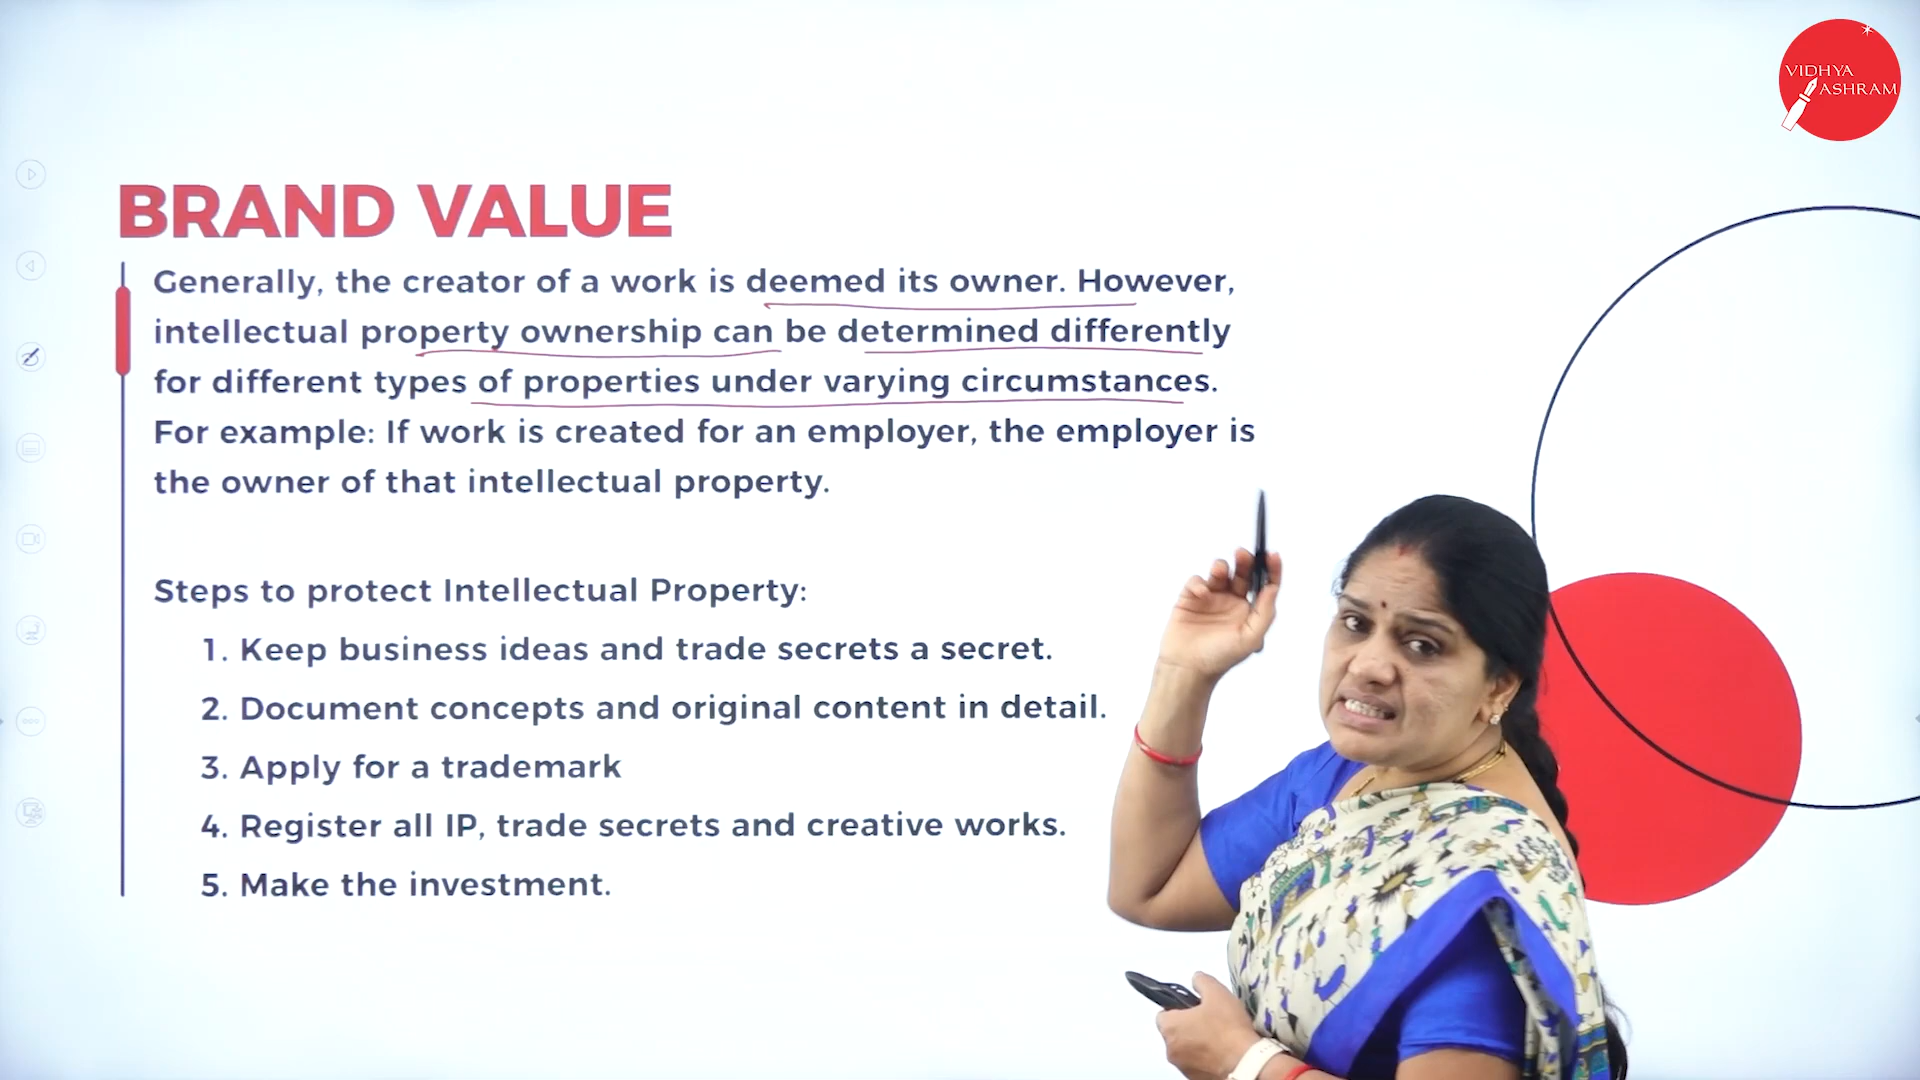 VIDHYA
ASHRAM
BRAND VALUE
Generally, the creator of a work is deemed its owner. However,
intellectual property ownership can be determined differently
for different types of properties under varying circumstances.
For example: If work is created for an employer, the employer is
the owner of that intellectual property.
Steps to protect Intellectual Property:
1. Keep business ideas and trade secrets a secret.
2. Document concepts and original content in detail.
3. Apply for a trademark
4. Register all IP, trade secrets and creative works.
5. Make the investment.